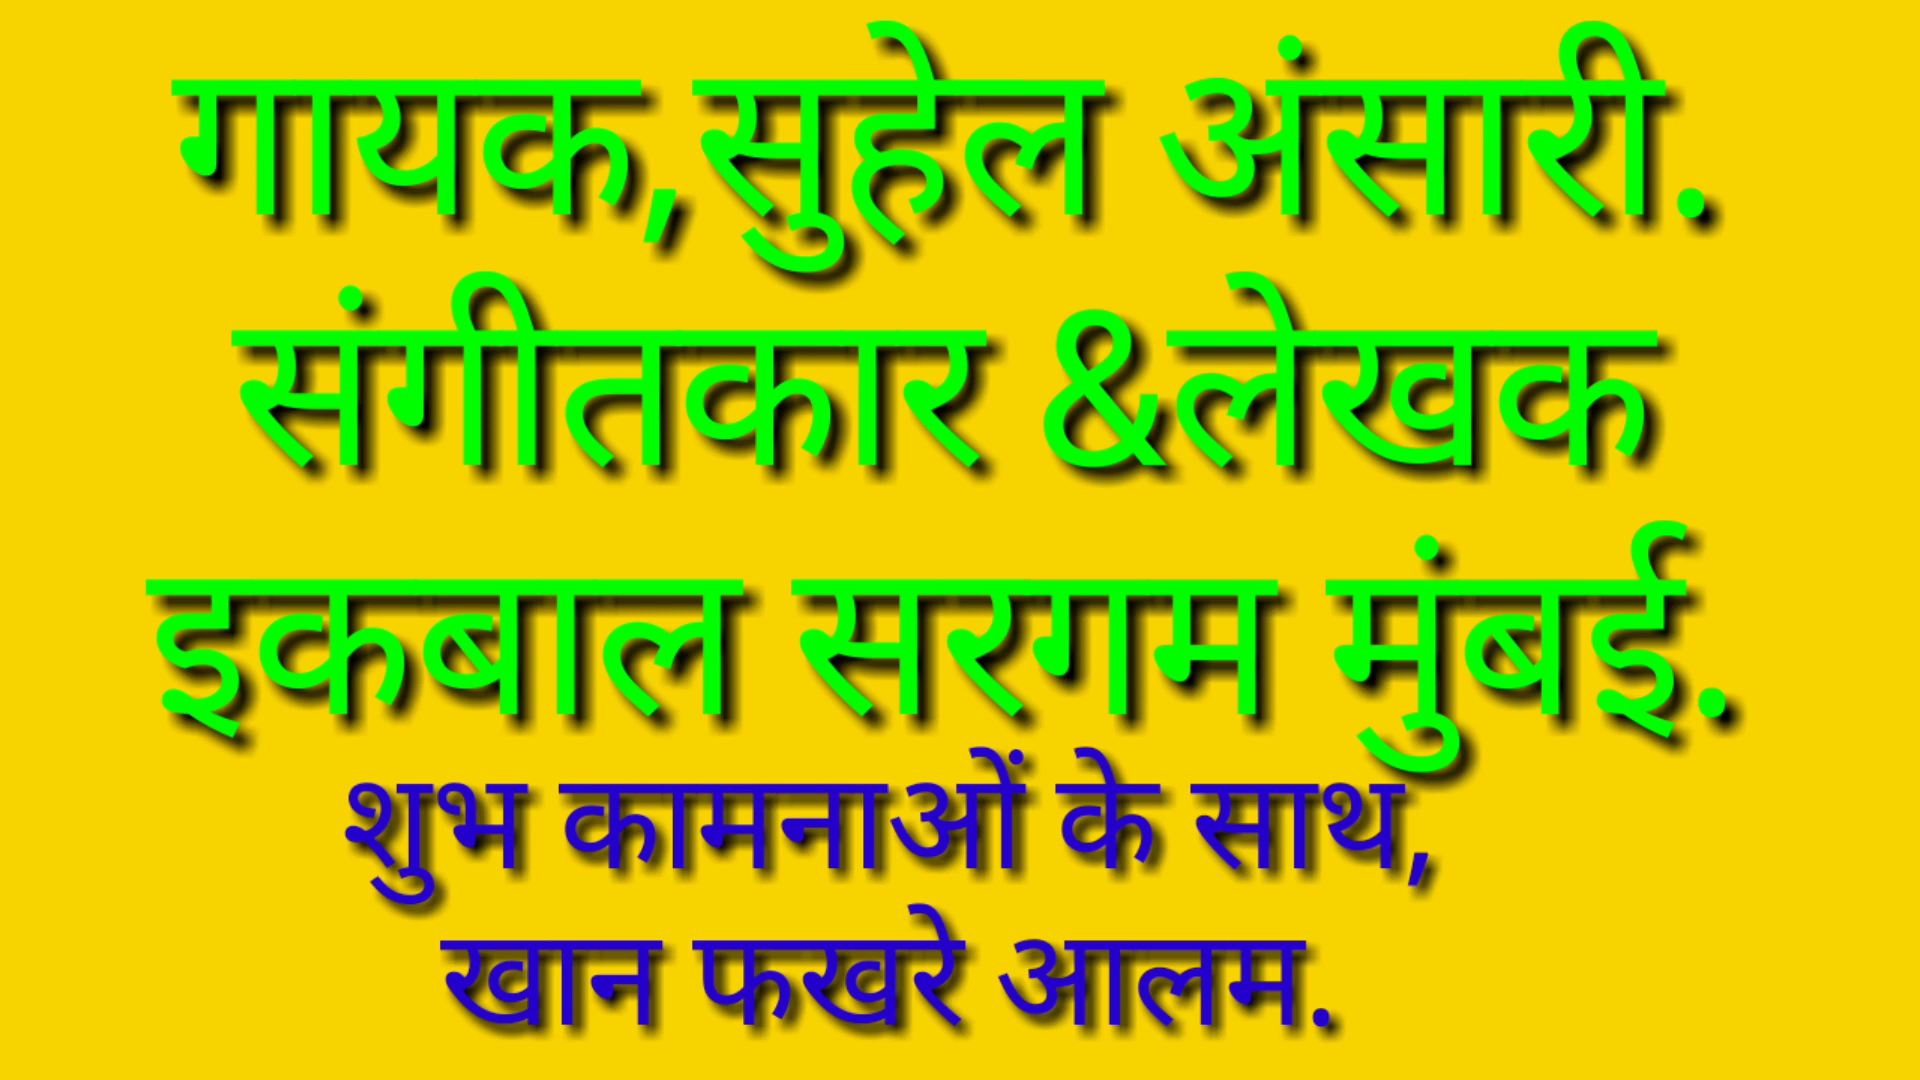 गायक,सुहेल अंसारी.
संगीतकार &लेखक
इकबाल सरगम मुंबई.
शुभ कामनाओं के साथ,
खान फखरे आलम.